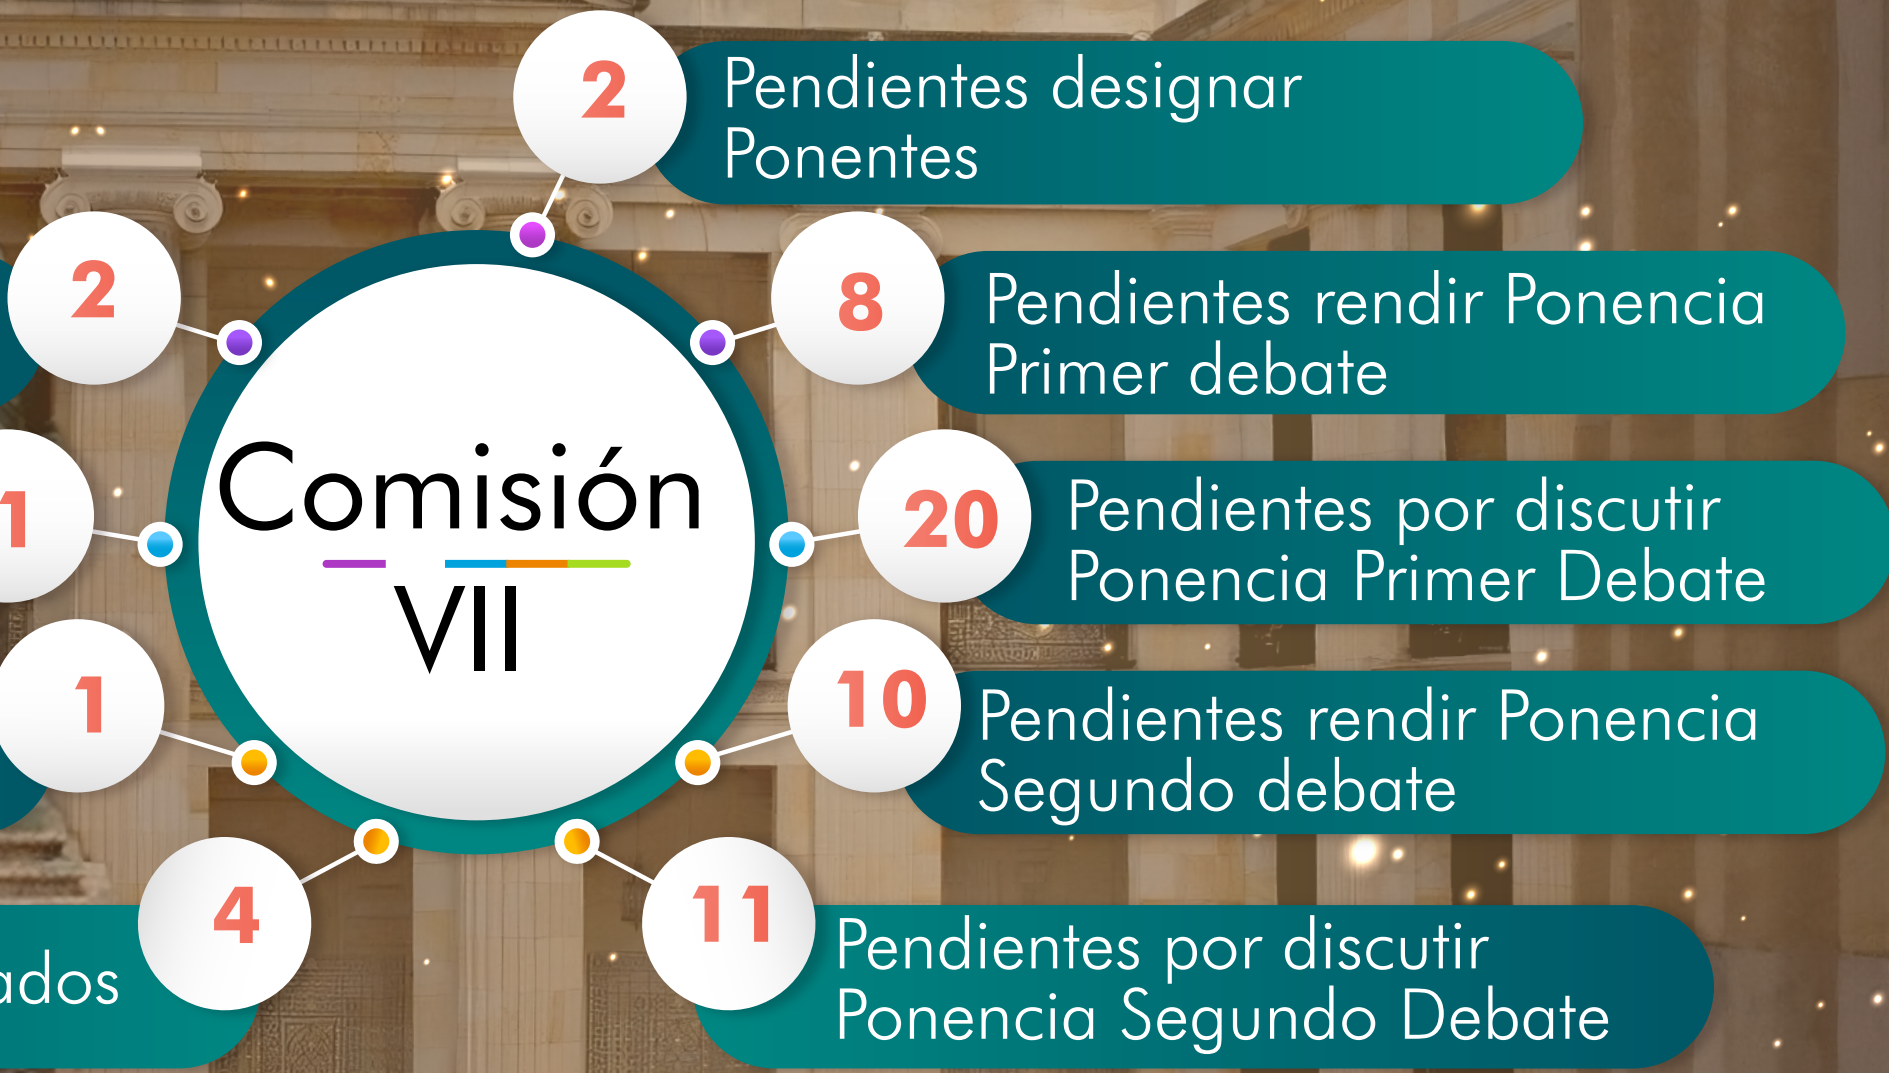 2
Pendientes designar
Ponentes
2
8
Pendientes rendir Ponencia
Primer debate
Comisión
VII
1
20
Pendientes por discutir
Ponencia Primer Debate
1
10
Pendientes rendir Ponencia
Segundo debate
4
11
Pendientes por discutir
Ponencia Segundo Debate